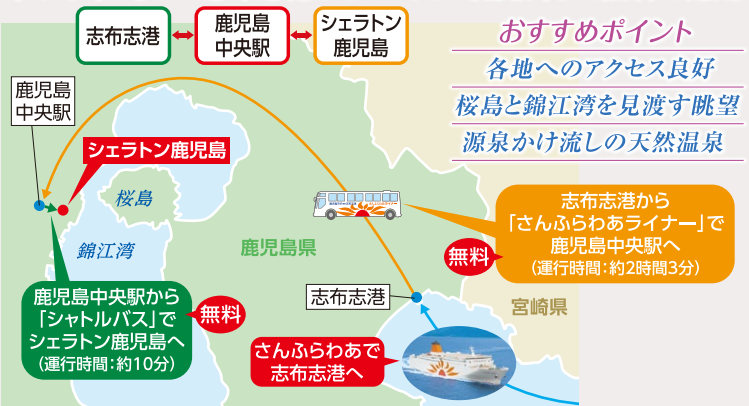 志布志港
鹿児島
中央駅
シェラトン
鹿児島
おすすめポイント
各地へのアクセス良好
桜島と錦江湾を見渡す眺望
源泉かけ流しの天然温泉
鹿児島
中央駅
シェラトン鹿児島
桜島
錦江湾
鹿児島県
志布志港から
「さんふらわあライナー」で
鹿児島中央駅へ
(運行時間：約2時間3分)
無料
鹿児島中央駅から
「シャトルバス」で
シェラトン鹿児島へ
(運行時間：約10分)
無料
志布志港
宮崎県
さんふらわあで
志布志港へ